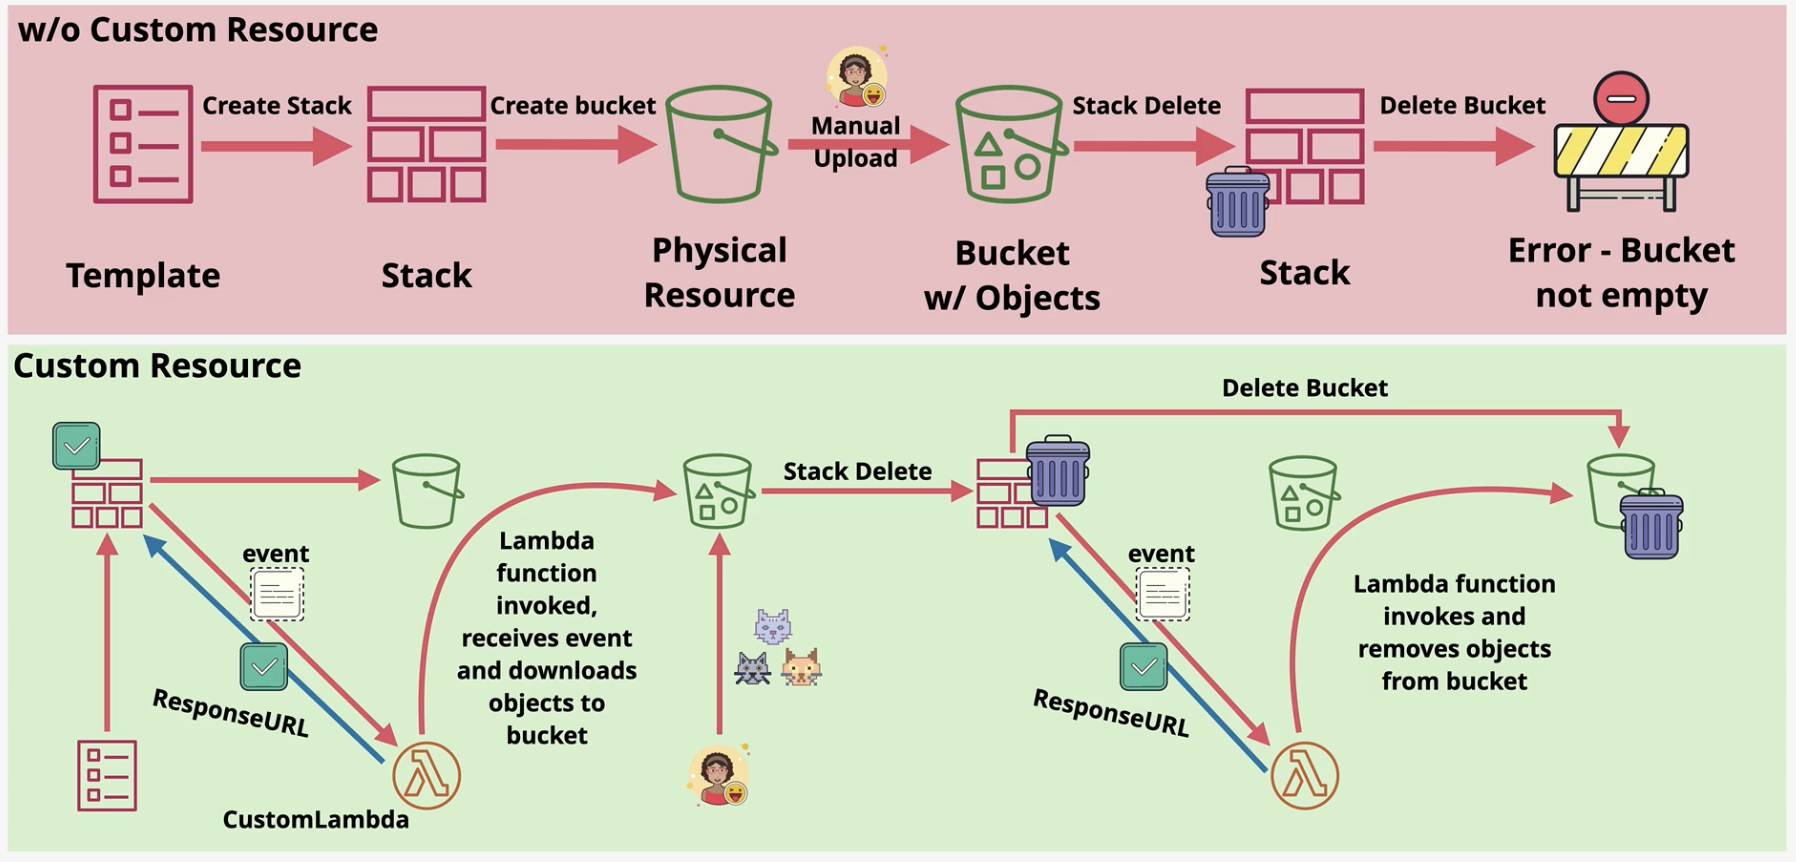 w/o Custom Resource
Create Stack
Create bucket
Manual
Upload
Stack Delete
Delete Bucket
Template
Stack
Physical
Resource
Bucket
w/ Objects
Stack
Error - Bucket
not empty
Custom Resource
Delete Bucket
Stack Delete
event
ResponseURL
CustomLambda
Lambda
function
invoked,
receives event
and downloads
objects to
bucket
event
ResponseURL
Lambda function
invokes and
removes objects
from bucket